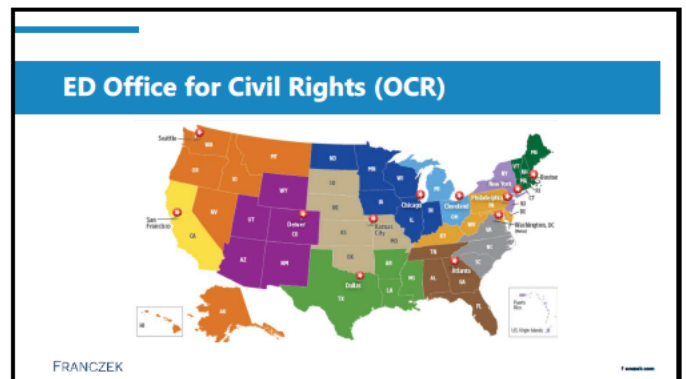 ED Office for Civil Rights (OCR)
Seattle
WA
MT
ND
MN
ME
OR
ID
WY
SD
WI
MI
NY
VT
NH
MA
Boston
RI
CT
New York
San Francisco
CA
NV
UT
Denver
CO
NE
IA
Chicago
IL
IN
Cleveland
OH
Philadelphia
PA
NJ
DE
Washington, DC
(Metro)
KS
Kansas City
MO
KY
WV
VA
AZ
NM
OK
AR
TN
NC
SC
Dallas
TX
LA
MS
AL
Atlanta
GA
FL
HI
AK
Puerto Rico
US Virgin Islands
FRANCZEK
franczek.com